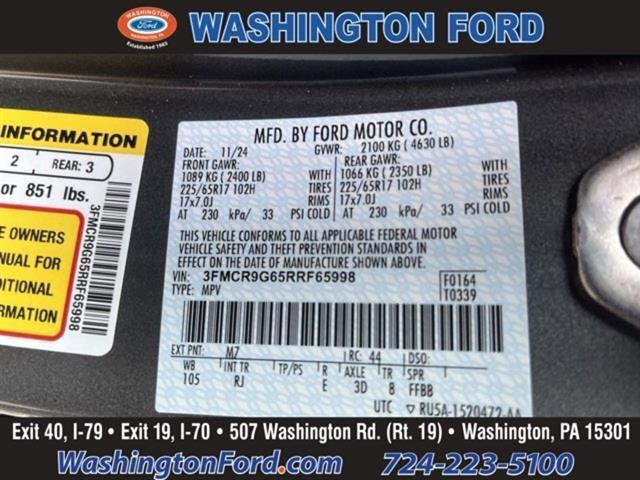 WASHINGTON FORD
WASHINGTON
Ford
WASHINGTON, PA
Established 1983
INFORMATION
2 REAR: 3
or 851 lbs.
E OWNERS
UAL FOR
DITIONAL
RMATION
3FMCR9G65RRF65998
MFD. BY FORD MOTOR CO.
DATE: 11/24 GVWR: 2100 KG (4630 LB)
FRONT GAWR: REAR GAWR:
1089 KG (2400 LB) WITH 1066 KG (2350 LB) WITH
225/65R17 102H TIRES 225/65R17 102H TIRES
17x7.0J RIMS 17x7.0J RIMS
AT 230 kPa/ 33 PSI COLD AT 230 kPa/ 33 PSI COLD
THIS VEHICLE CONFORMS TO ALL APPLICABLE FEDERAL MOTOR
VEHICLE SAFETY AND THEFT PREVENTION STANDARDS IN
EFFECT ON THE DATE OF MANUFACTURE SHOWN ABOVE.
VIN: 3FMCR9G65RRF65998 F0164
TYPE: MPV T0339
EXT PNT: M7 RC: 44 DSO:
WB INT TR TP/PS R AXLE TR SPR
105 RJ E 3D 8 FFBB
UTC ▽ RU5A-1520472-AA
Exit 40, I-79 • Exit 19, I-70 • 507 Washington Rd. (Rt. 19) • Washington, PA 15301
WashingtonFord.com 724-223-5100